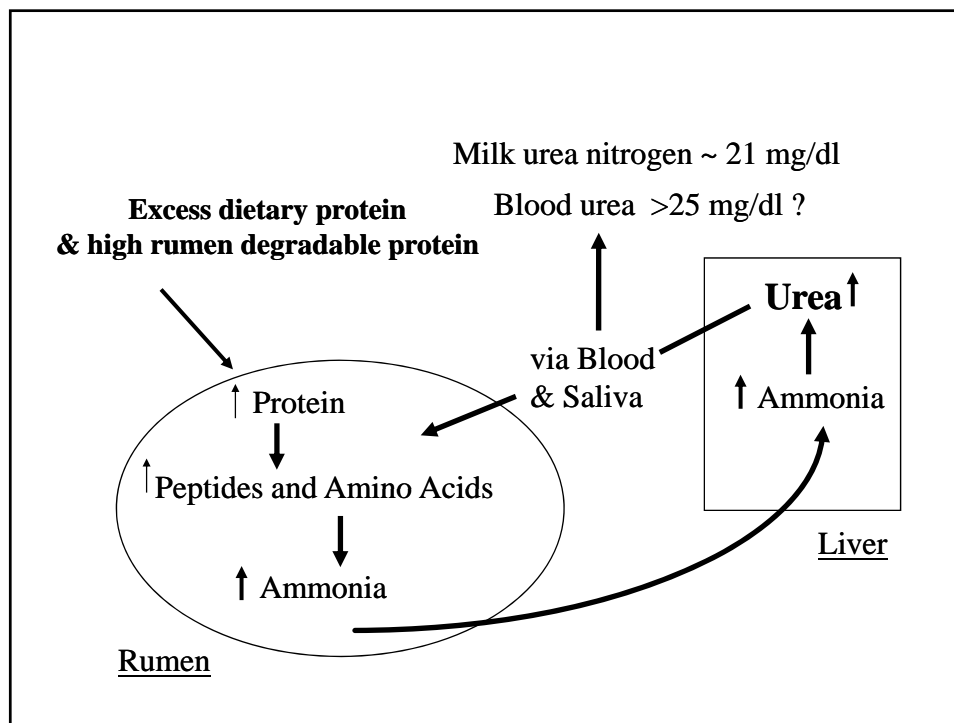 Milk urea nitrogen ~ 21 mg/dl
Blood urea >25 mg/dl ?
Excess dietary protein
& high rumen degradable protein
Urea
via Blood
& Saliva
Ammonia
Protein
Peptides and Amino Acids
Ammonia
Liver
Rumen